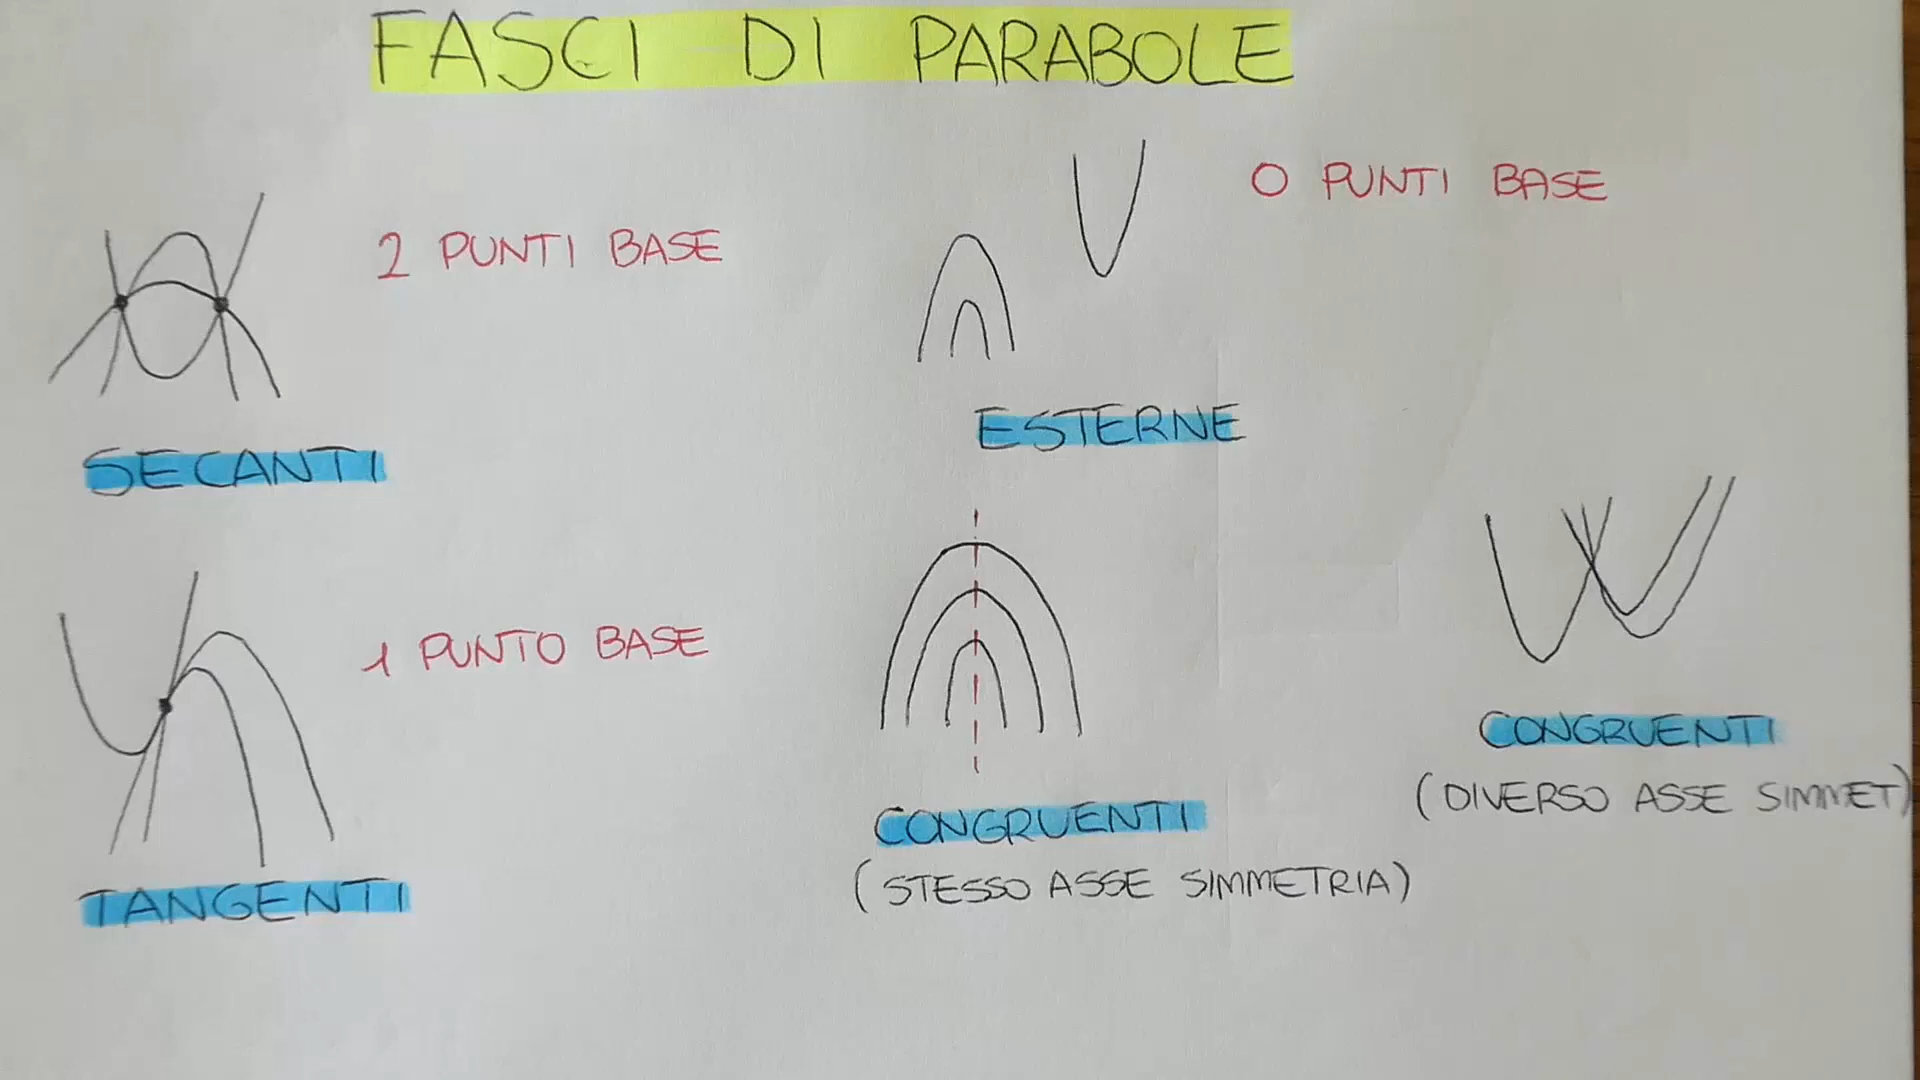 FASCI DI PARABOLE
2 PUNTI BASE
SECANTI
0 PUNTI BASE
ESTERNE
1 PUNTO BASE
TANGENTI
CONGRUENTI
(STESSO ASSE SIMMETRIA)
CONGRUENTI
(DIVERSO ASSE SIMMET)